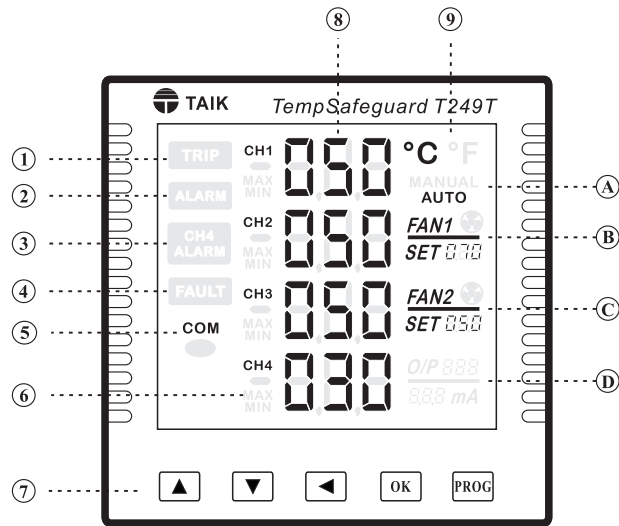 8 9
TAIK TempSafeguard T249T
1 TRIP CH1 050 °C °F
MAX
MIN
MANUAL A
AUTO
2 ALARM
CH2 050 FAN1 B
MAX
MIN
SET 070
3 CH4
ALARM
4 FAULT
CH3 050 FAN2 C
MAX
MIN
SET 050
5 COM
CH4 030 O/P 888 D
6 MAX
MIN
8.8.8 mA
7 ▲ ▼ ◀ OK PROG